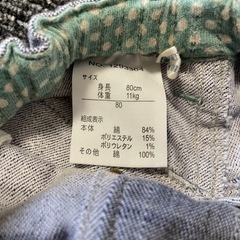 サイズ
身長 80cm
体重 11kg
80
組成表示
本体 綿 84%
ポリエステル 15%
ポリウレタン 1%
その他 綿 100%